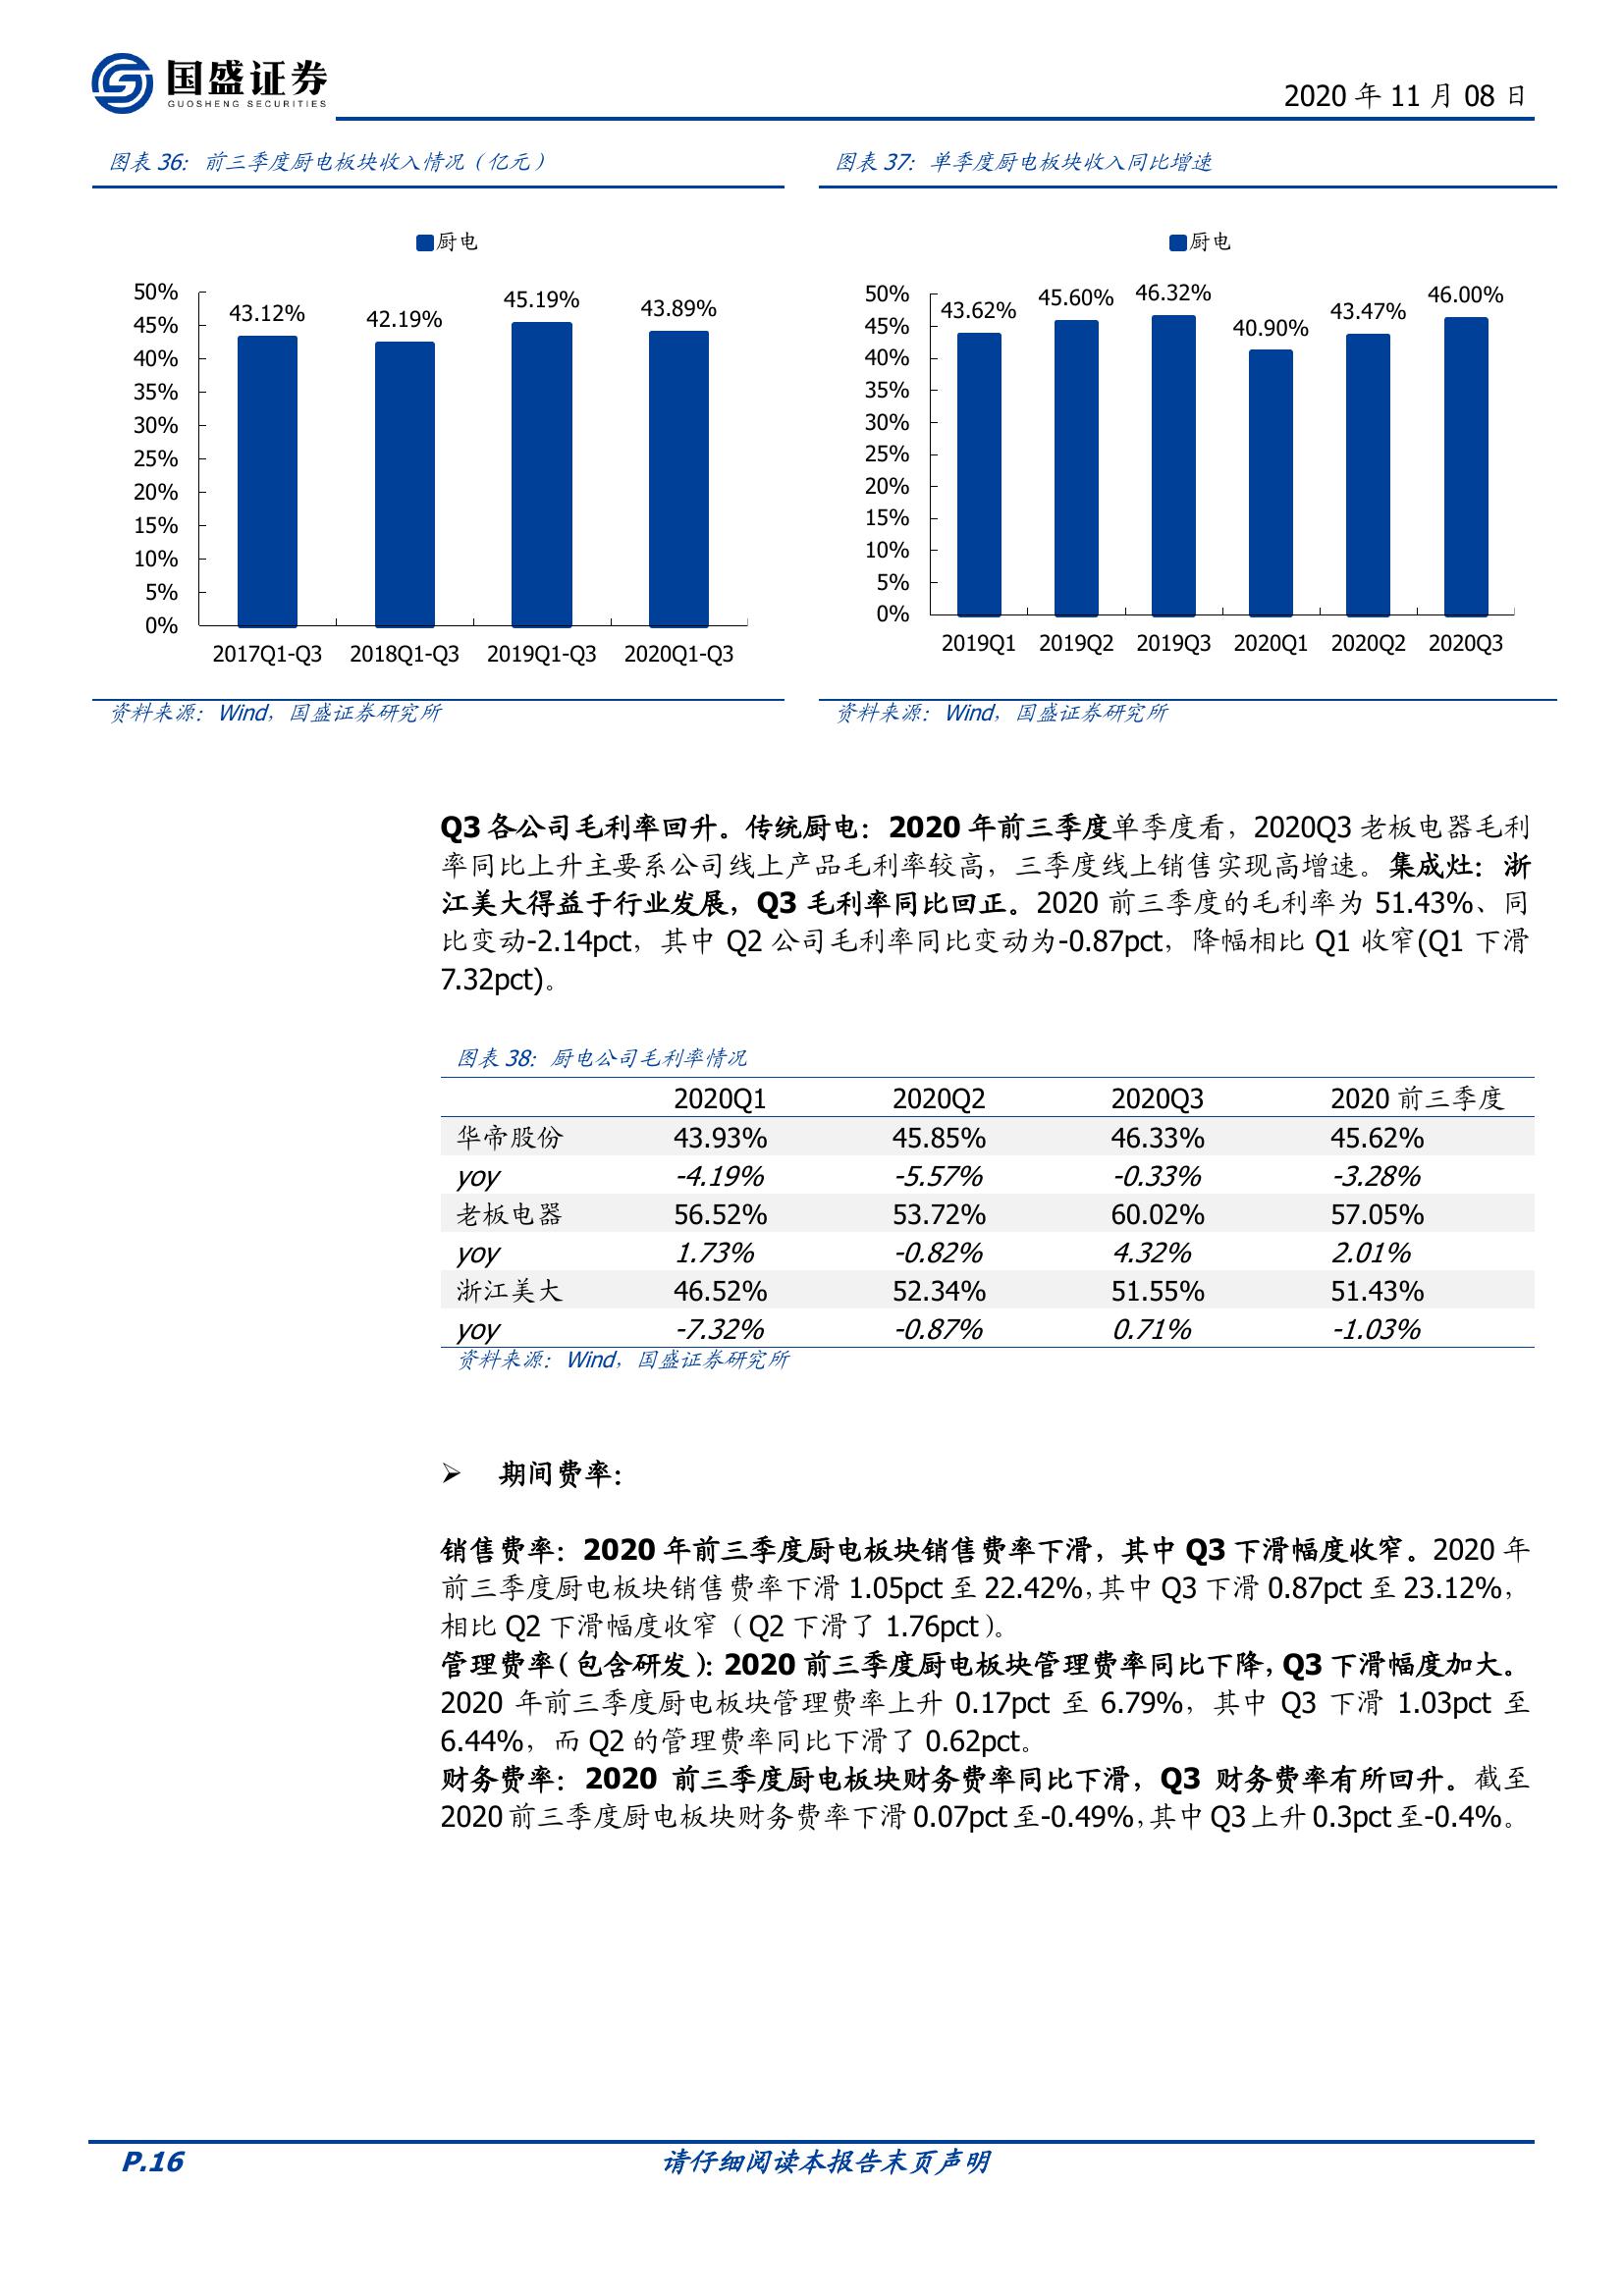 国盛证券
GUOSHENG SECURITIES
2020 年 11 月 08 日
图表 36：前三季度厨电板块收入情况（亿元）
厨电
50%
45%
40%
35%
30%
25%
20%
15%
10%
5%
0%
43.12%
42.19%
45.19%
43.89%
2017Q1-Q3 2018Q1-Q3 2019Q1-Q3 2020Q1-Q3
资料来源：Wind，国盛证券研究所
图表 37：单季度厨电板块收入同比增速
厨电
50%
45%
40%
35%
30%
25%
20%
15%
10%
5%
0%
43.62%
45.60%
46.32%
40.90%
43.47%
46.00%
2019Q1 2019Q2 2019Q3 2020Q1 2020Q2 2020Q3
资料来源：Wind，国盛证券研究所
Q3 各公司毛利率回升。传统厨电：2020 年前三季度单季度看，2020Q3 老板电器毛利
率同比上升主要系公司线上产品毛利率较高，三季度线上销售实现高增速。集成灶：浙
江美大得益于行业发展，Q3 毛利率同比回正。2020 前三季度的毛利率为 51.43%、同
比变动-2.14pct，其中 Q2 公司毛利率同比变动为-0.87pct，降幅相比 Q1 收窄(Q1 下滑
7.32pct)。
图表 38：厨电公司毛利率情况
2020Q1 2020Q2 2020Q3 2020 前三季度
华帝股份 43.93% 45.85% 46.33% 45.62%
yoy -4.19% -5.57% -0.33% -3.28%
老板电器 56.52% 53.72% 60.02% 57.05%
yoy 1.73% -0.82% 4.32% 2.01%
浙江美大 46.52% 52.34% 51.55% 51.43%
yoy -7.32% -0.87% 0.71% -1.03%
资料来源：Wind，国盛证券研究所
➢ 期间费率：
销售费率：2020 年前三季度厨电板块销售费率下滑，其中 Q3 下滑幅度收窄。2020 年
前三季度厨电板块销售费率下滑 1.05pct 至 22.42%，其中 Q3 下滑 0.87pct 至 23.12%，
相比 Q2 下滑幅度收窄（Q2 下滑了 1.76pct）。
管理费率（包含研发）：2020 前三季度厨电板块管理费率同比下降，Q3 下滑幅度加大。
2020 年前三季度厨电板块管理费率上升 0.17pct 至 6.79%，其中 Q3 下滑 1.03pct 至
6.44%，而 Q2 的管理费率同比下滑了 0.62pct。
财务费率：2020 前三季度厨电板块财务费率同比下滑，Q3 财务费率有所回升。截至
2020 前三季度厨电板块财务费率下滑 0.07pct 至-0.49%，其中 Q3 上升 0.3pct 至-0.4%。
P.16
请仔细阅读本报告末页声明